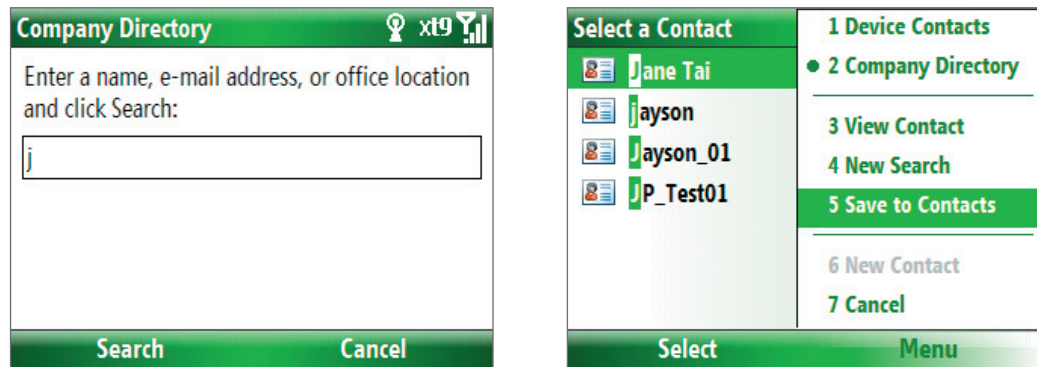 Company Directory xt9
Enter a name, e-mail address, or office location
and click Search:
j
Search Cancel
Select a Contact
Jane Tai
jayson
Jayson_01
JP_Test01
1 Device Contacts
2 Company Directory
3 View Contact
4 New Search
5 Save to Contacts
6 New Contact
7 Cancel
Select Menu